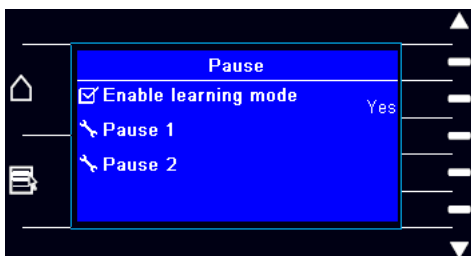 Pause
Enable learning mode
Yes
Pause 1
Pause 2